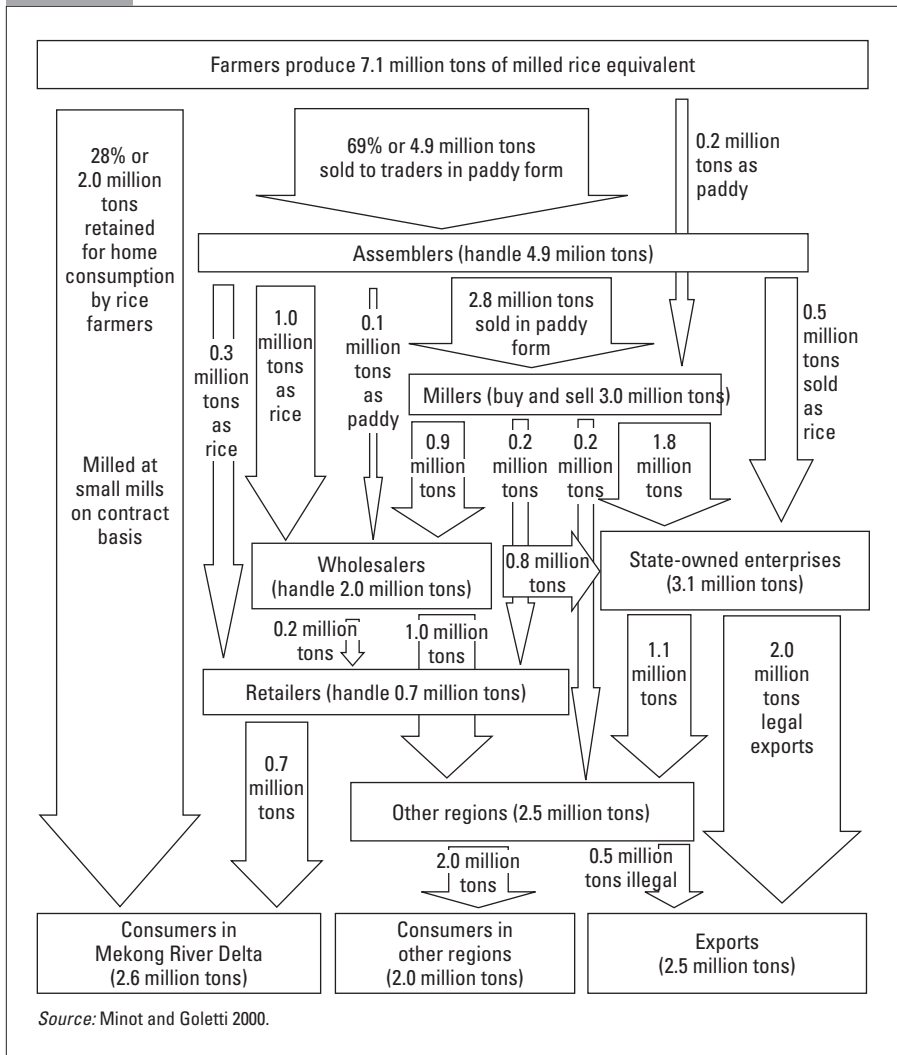 Farmers produce 7.1 million tons of milled rice equivalent
28% or
2.0 million
tons
retained
for home
consumption
by rice
farmers
Milled at
small mills
on contract
basis
69% or 4.9 million tons
sold to traders in paddy form
0.2 million
tons as
paddy
Assemblers (handle 4.9 milion tons)
0.3
million
tons
as
rice
1.0
million
tons
as
rice
0.1
million
tons
as
paddy
2.8 million tons
sold in paddy
form
0.5
million
tons
sold
as
rice
Millers (buy and sell 3.0 million tons)
0.9
million
tons
0.2
million
tons
0.2
million
tons
1.8
million
tons
Wholesalers
(handle 2.0 million tons)
0.8 million
tons
State-owned enterprises
(3.1 million tons)
0.2 million
tons
1.0 million
tons
1.1
million
tons
2.0
million
tons
legal
exports
Retailers (handle 0.7 million tons)
0.7
million
tons
Other regions (2.5 million tons)
2.0 million
tons
0.5 million
tons illegal
Consumers in
Mekong River Delta
(2.6 million tons)
Consumers in
other regions
(2.0 million tons)
Exports
(2.5 million tons)
Source: Minot and Goletti 2000.